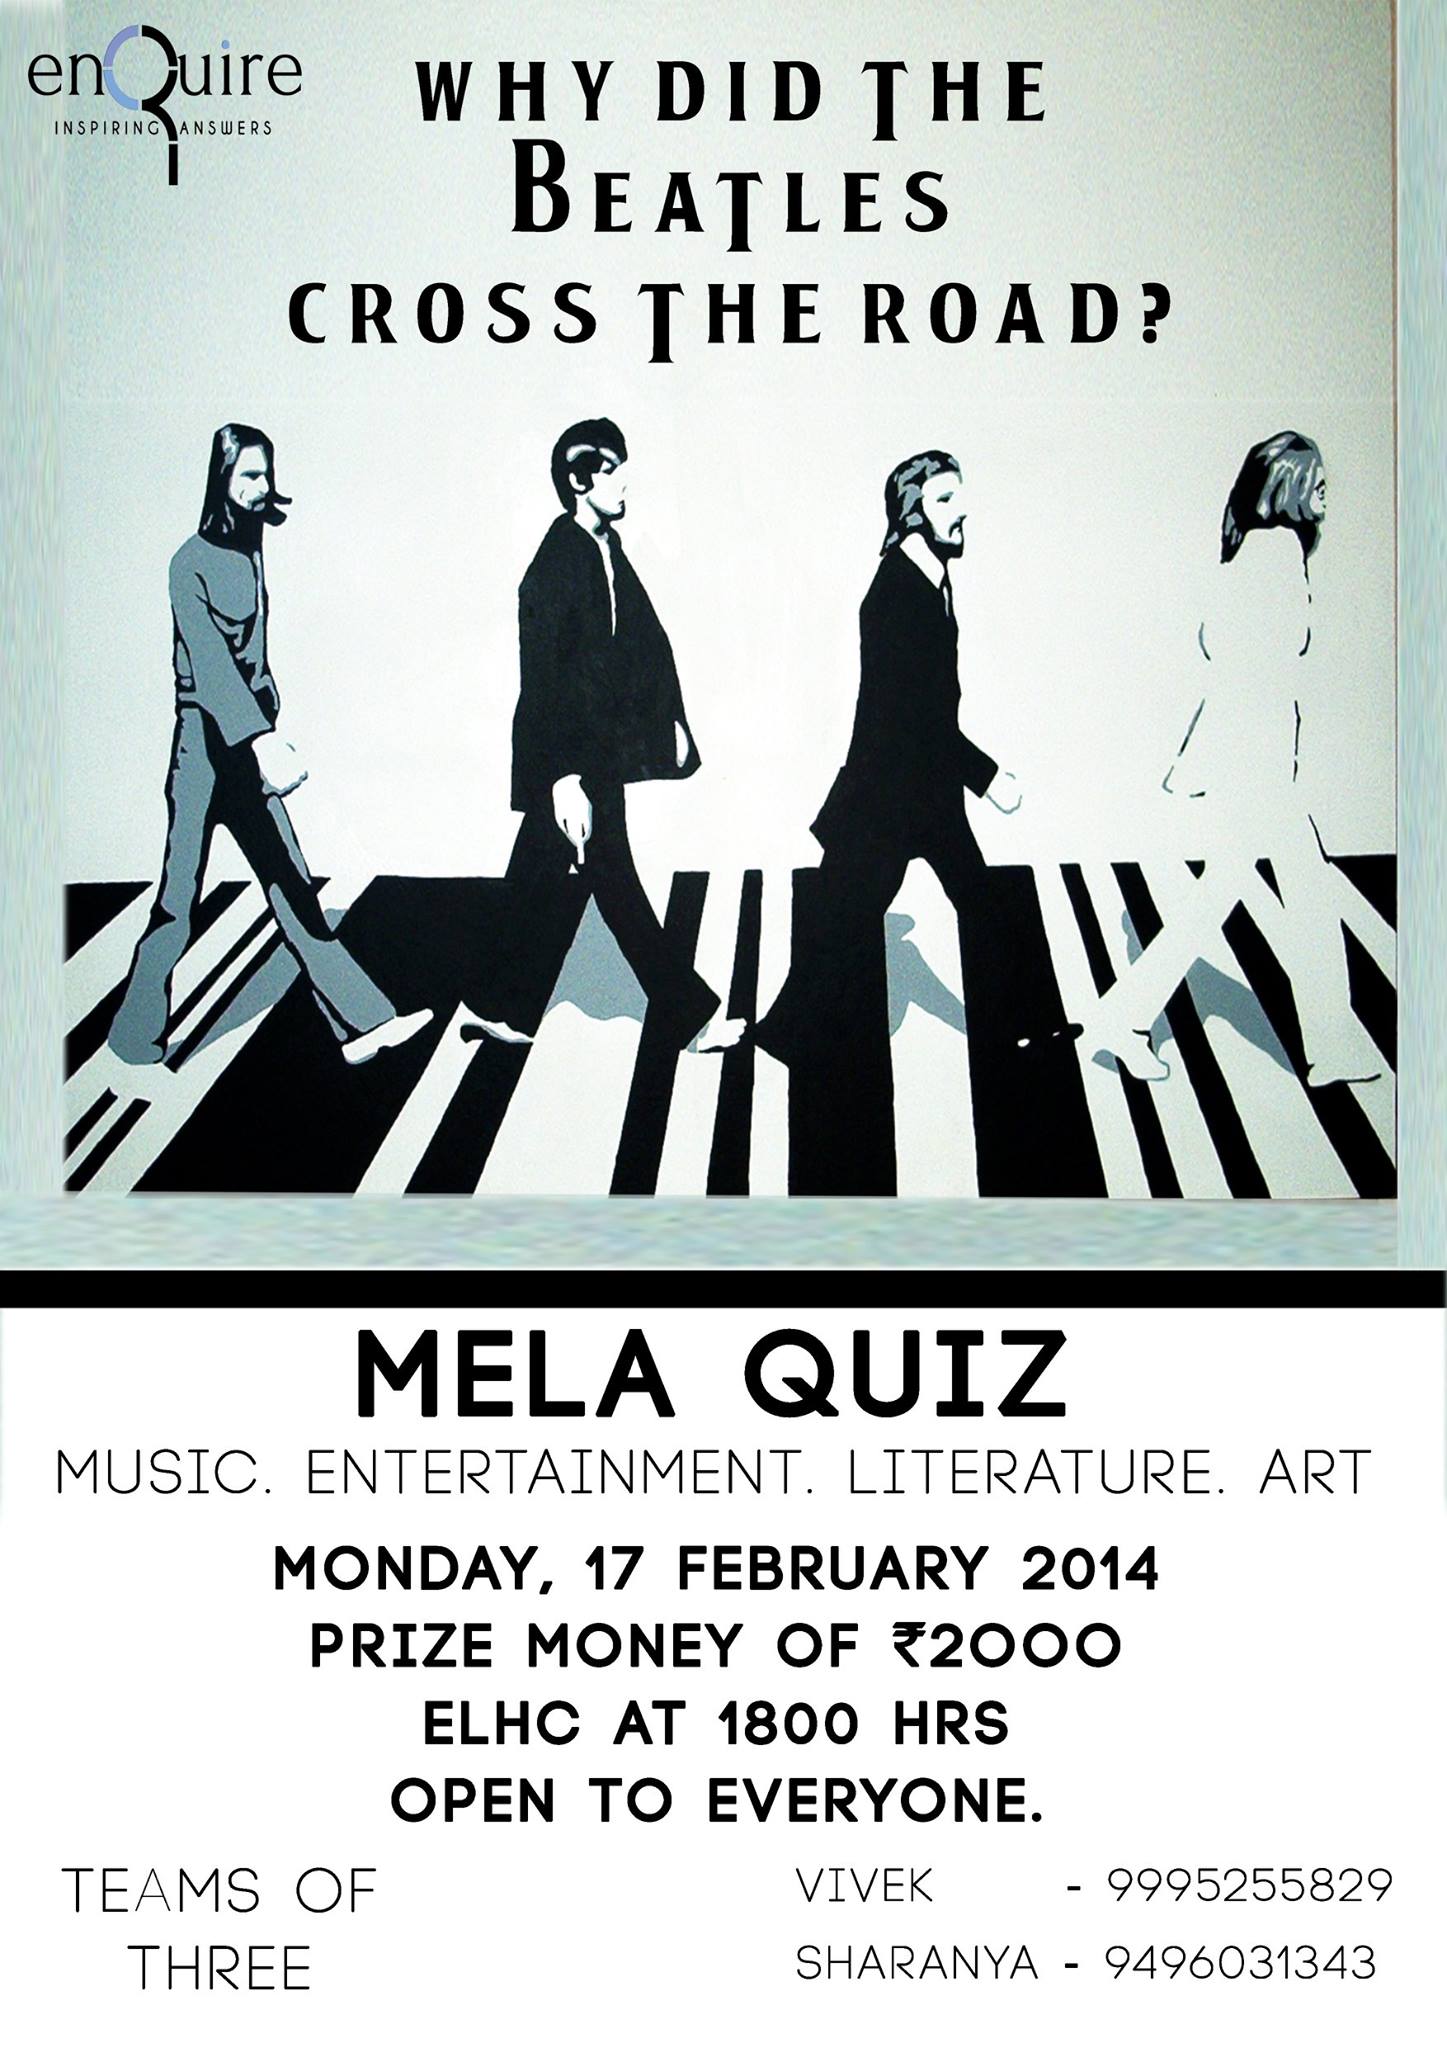 enQuire
INSPIRING ANSWERS
WHY DID THE
BEATLES
CROSS THE ROAD?
MELA QUIZ
MUSIC. ENTERTAINMENT. LITERATURE. ART
MONDAY, 17 FEBRUARY 2014
PRIZE MONEY OF ₹2000
ELHC AT 1800 HRS
OPEN TO EVERYONE.
TEAMS OF
THREE
VIVEK - 9995255829
SHARANYA - 9496031343